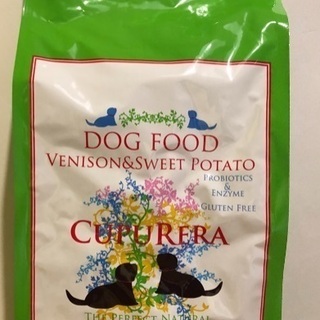 DOG FOOD
VENISON&SWEET POTATO
PROBIOTICS
&
ENZYME
GLUTEN FREE
CUPURERA
THE PERFECT NATURAL